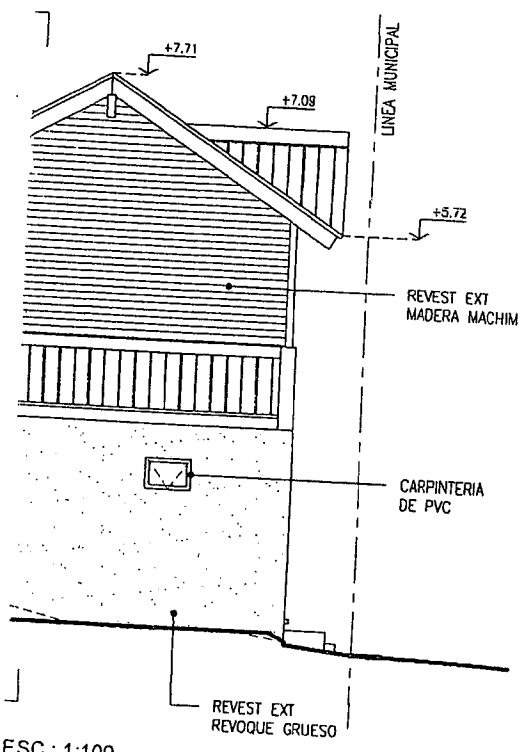 +7.71
+7.09
LINEA MUNICIPAL
+5.72
REVEST EXT
MADERA MACHIM
CARPINTERIA
DE PVC
REVEST EXT
REVOQUE GRUESO
ESC : 1:100